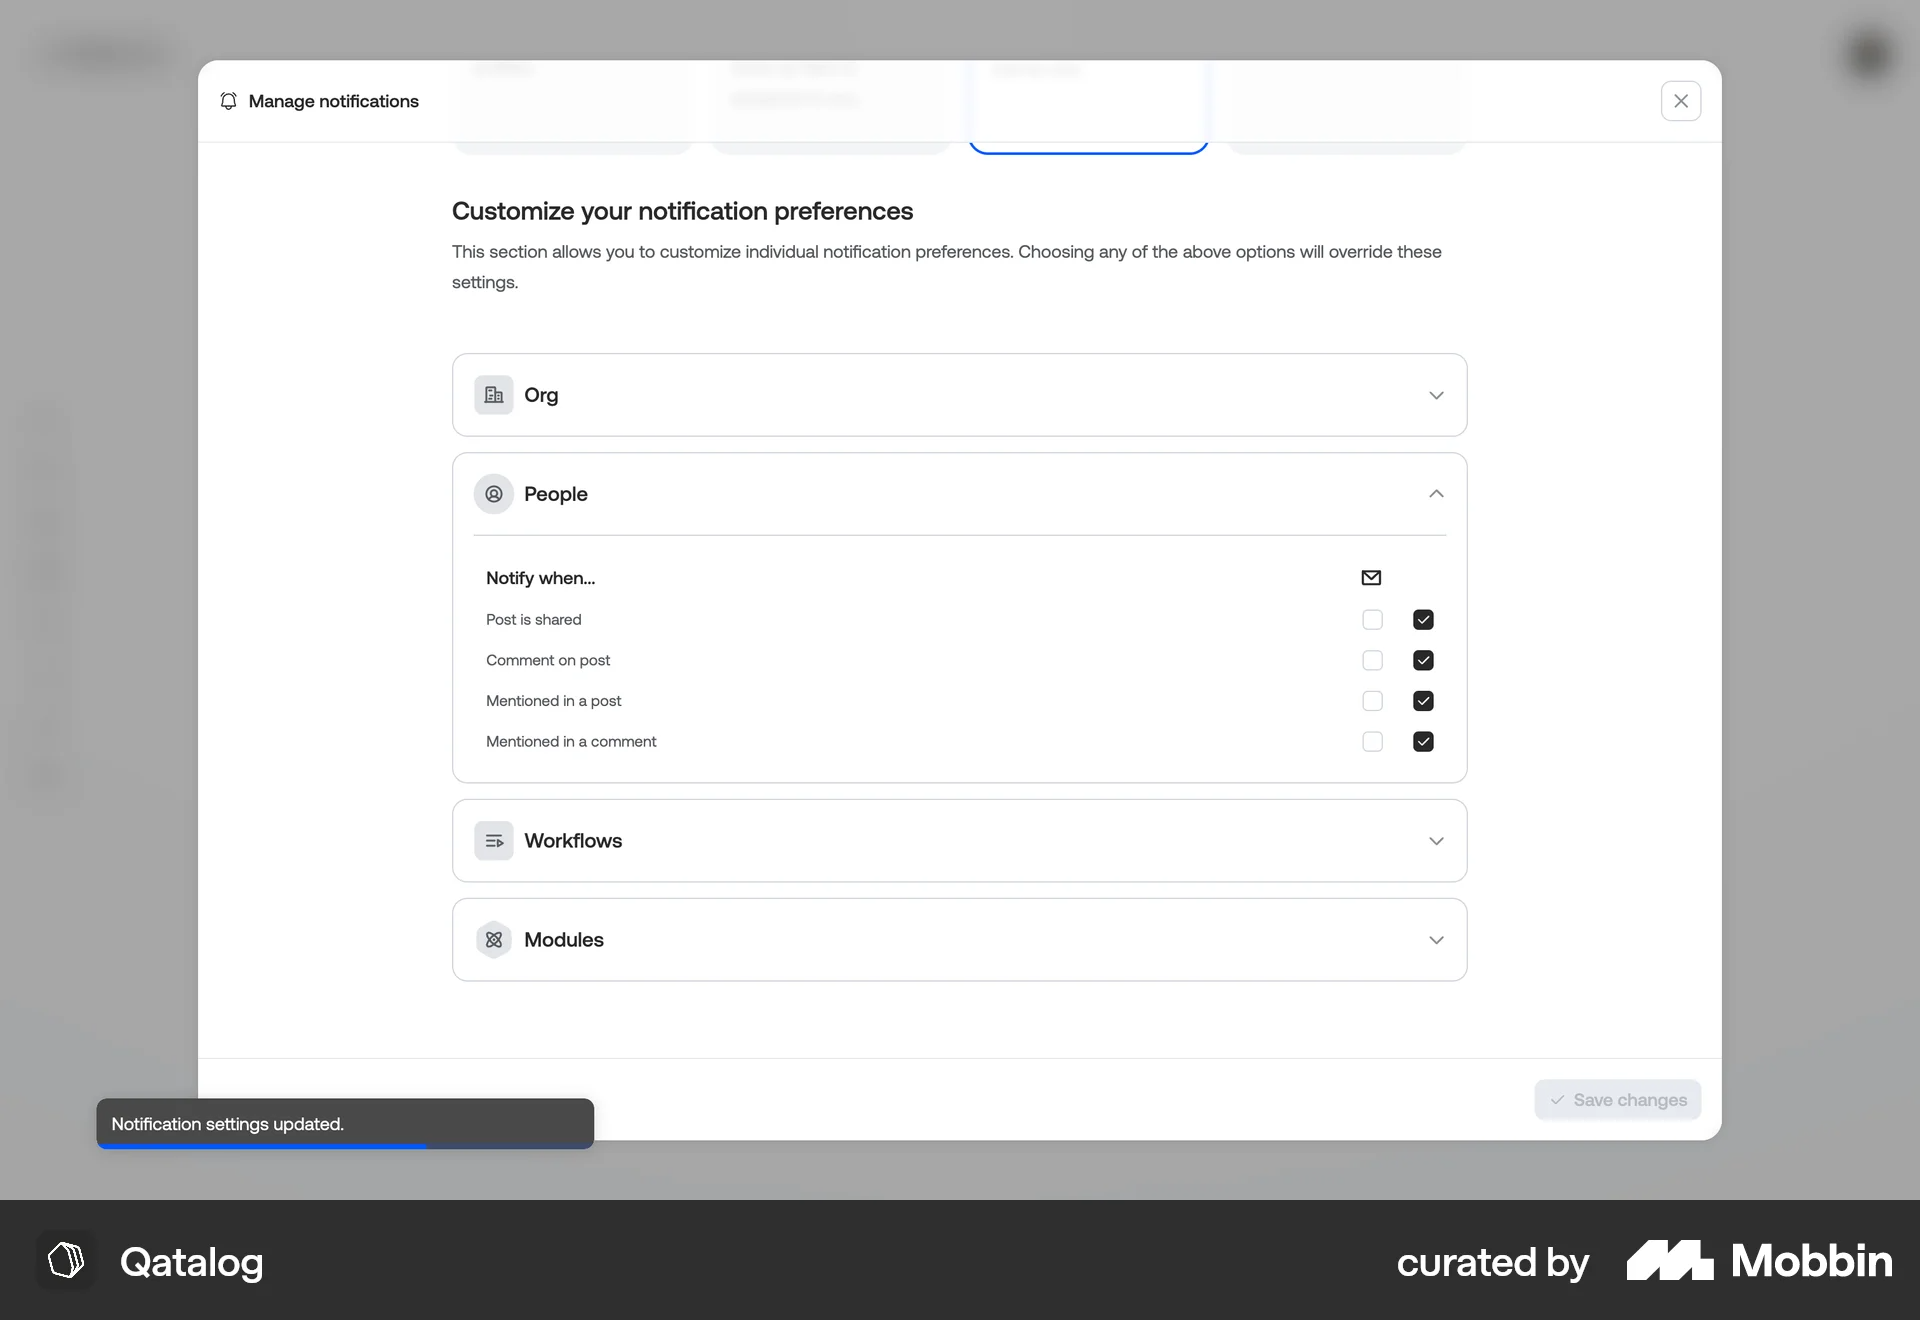 Manage notifications
Customize your notification preferences
This section allows you to customize individual notification preferences. Choosing any of the above options will override these
settings.
Org
People
Notify when...
Post is shared
Comment on post
Mentioned in a post
Mentioned in a comment
Workflows
Modules
Save changes
Notification settings updated.
Qatalog
curated by Mobbin